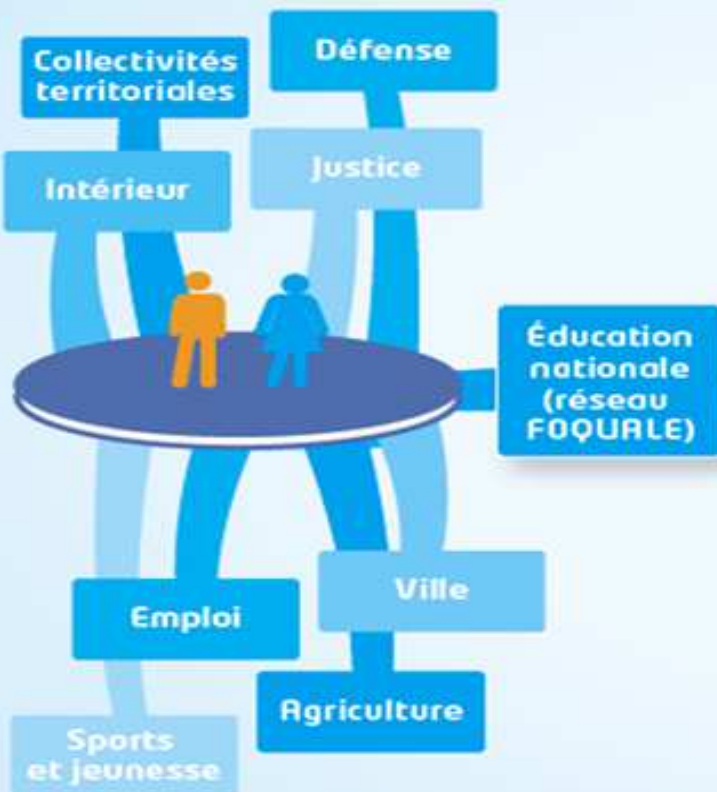 Défense
Collectivités
territoriales
Justice
Intérieur
Éducation
nationale
(réseau
FOQUALE)
Ville
Emploi
Agriculture
Sports
et jeunesse